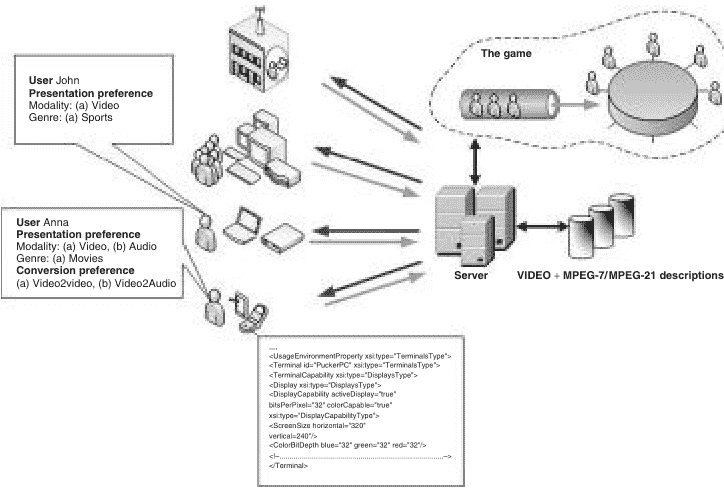 The game
User John
Presentation preference
Modality: (a) Video
Genre: (a) Sports
User Anna
Presentation preference
Modality: (a) Video, (b) Audio
Genre: (a) Movies
Conversion preference
(a) Video2video, (b) Video2Audio
Server
VIDEO + MPEG-7/MPEG-21 descriptions
....
<UsageEnvironmentProperty xsi:type="TerminalsType">
<Terminal id="PuckerPC" xsi:type="TerminalsType">
<TerminalCapability xsi:type="DisplaysType">
<Display xsi:type="DisplaysType">
<DisplayCapability activeDisplay="true"
bitsPerPixel="32" colorCapable="true"
xsi:type="DisplayCapabilityType">
<ScreenSize horizontal="320"
vertical=240"/>
<ColorBitDepth blue="32" green="32" red="32"/>
<!–..............................................................................–>
</Terminal>